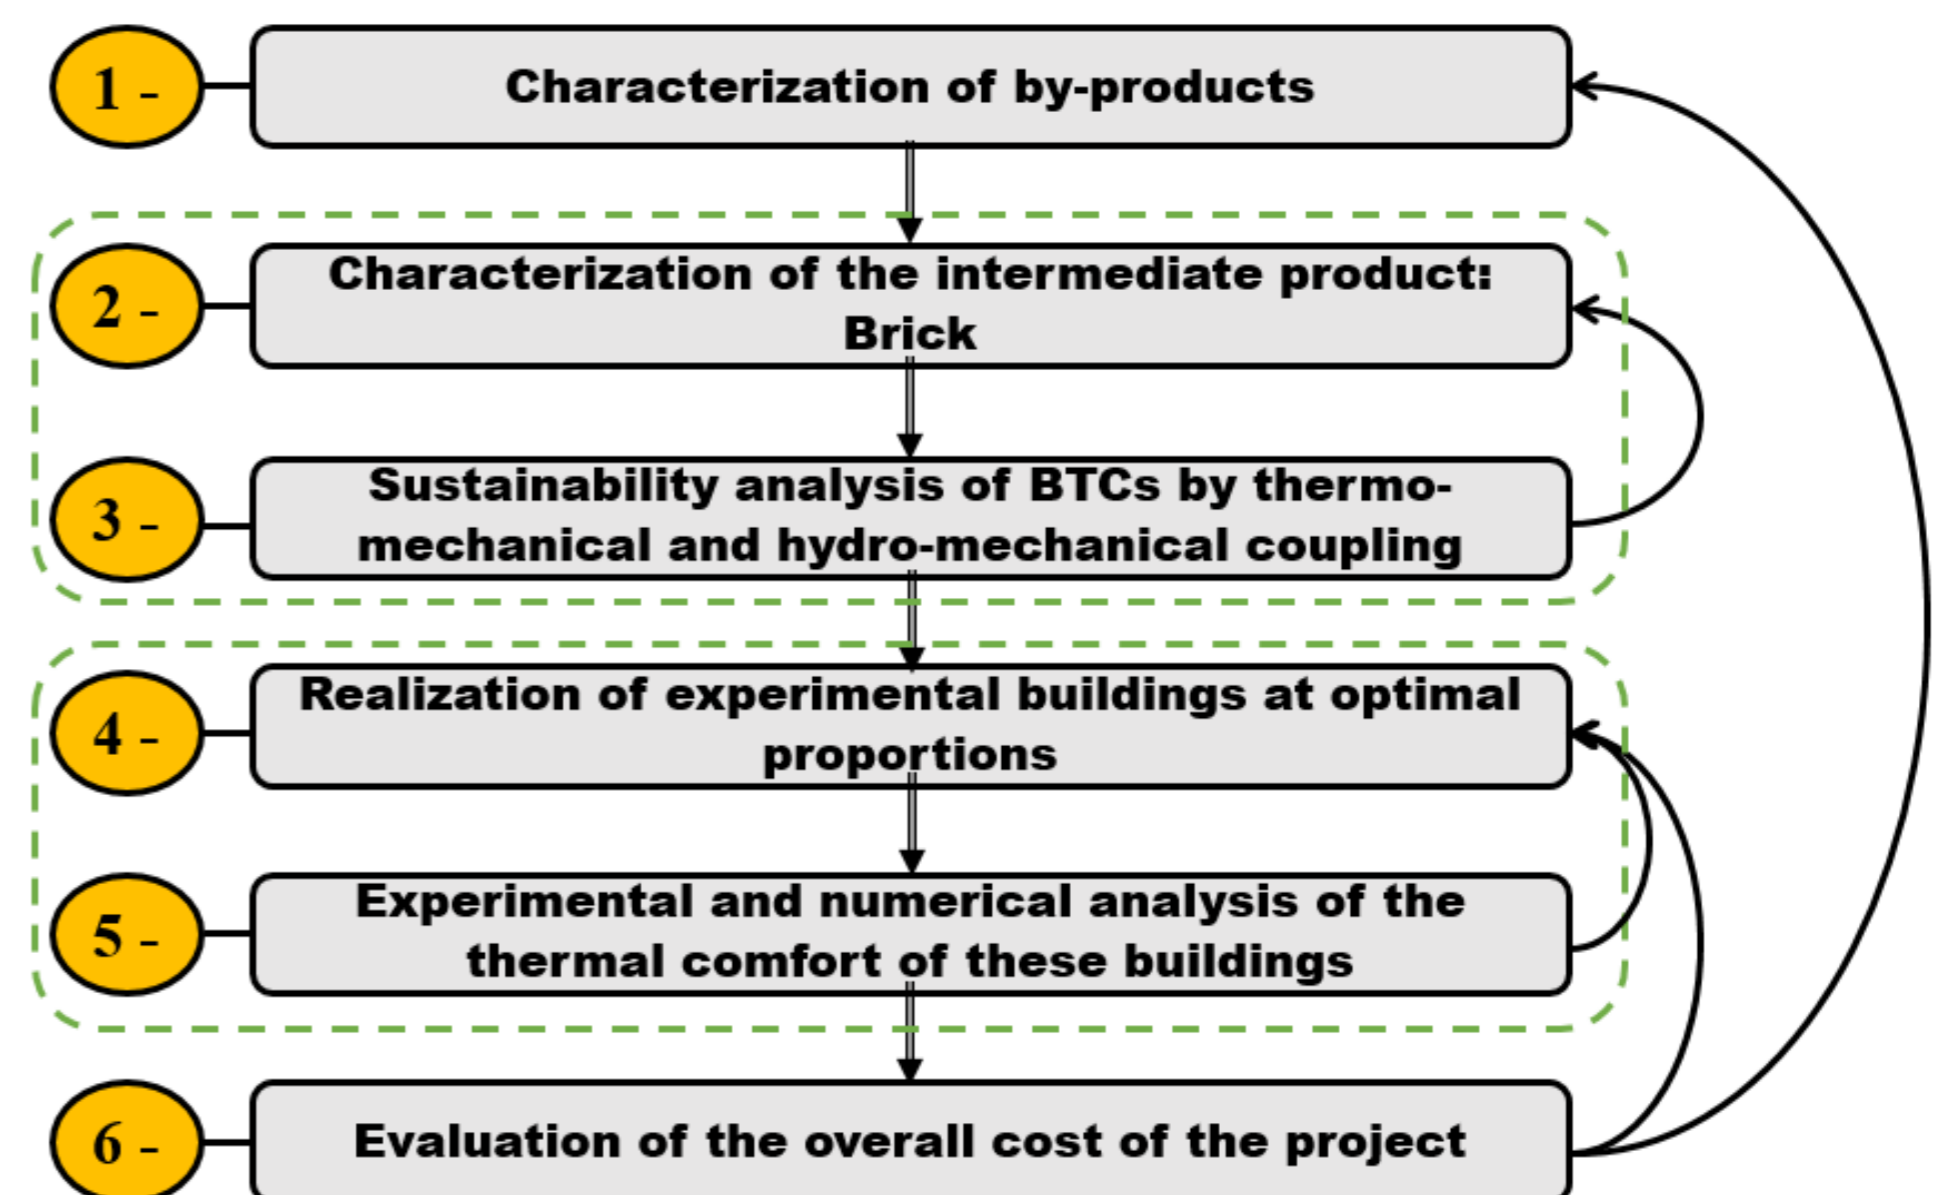 1 -
Characterization of by-products
2 -
Characterization of the intermediate product:
Brick
3 -
Sustainability analysis of BTCs by thermo-
mechanical and hydro-mechanical coupling
4 -
Realization of experimental buildings at optimal
proportions
5 -
Experimental and numerical analysis of the
thermal comfort of these buildings
6 -
Evaluation of the overall cost of the project